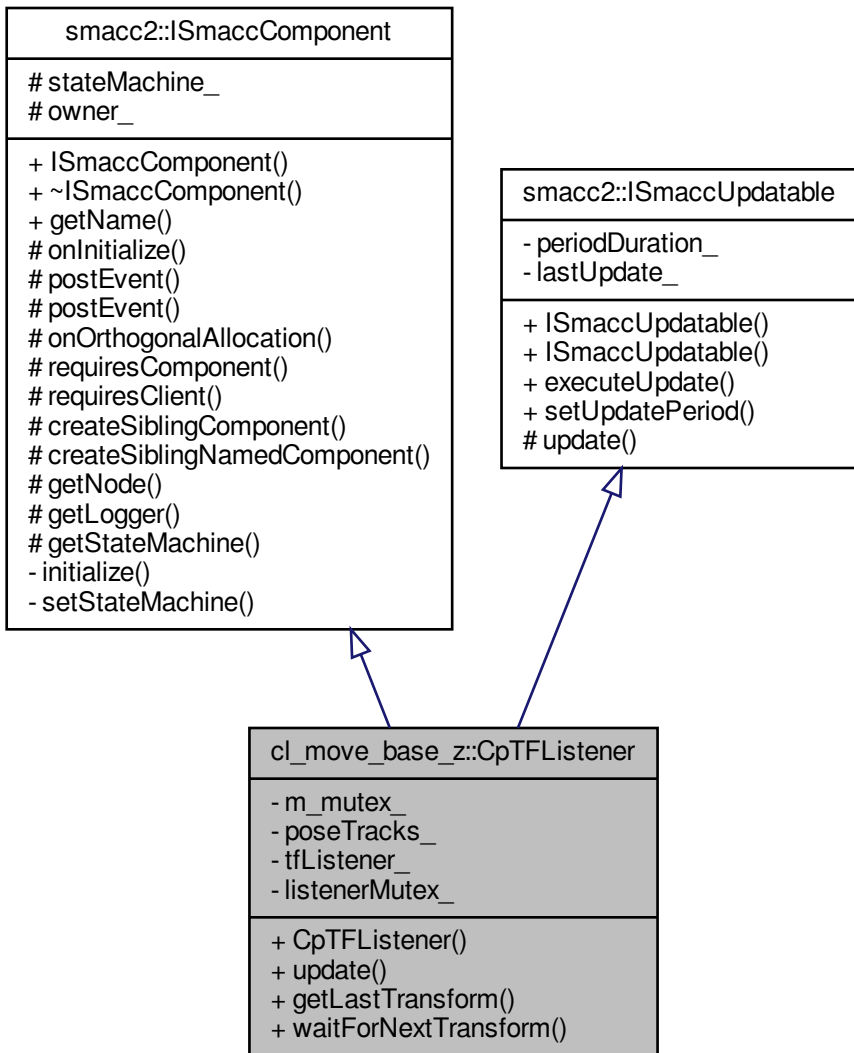 smacc2::ISmaccComponent
# stateMachine_
# owner_
+ ISmaccComponent()
+ ~ISmaccComponent()
+ getName()
# onInitialize()
# postEvent()
# postEvent()
# onOrthogonalAllocation()
# requiresComponent()
# requiresClient()
# createSiblingComponent()
# createSiblingNamedComponent()
# getNode()
# getLogger()
# getStateMachine()
- initialize()
- setStateMachine()
smacc2::ISmaccUpdatable
- periodDuration_
- lastUpdate_
+ ISmaccUpdatable()
+ ISmaccUpdatable()
+ executeUpdate()
+ setUpdatePeriod()
# update()
cl_move_base_z::CpTFListener
- m_mutex_
- poseTracks_
- tfListener_
- listenerMutex_
+ CpTFListener()
+ update()
+ getLastTransform()
+ waitForNextTransform()